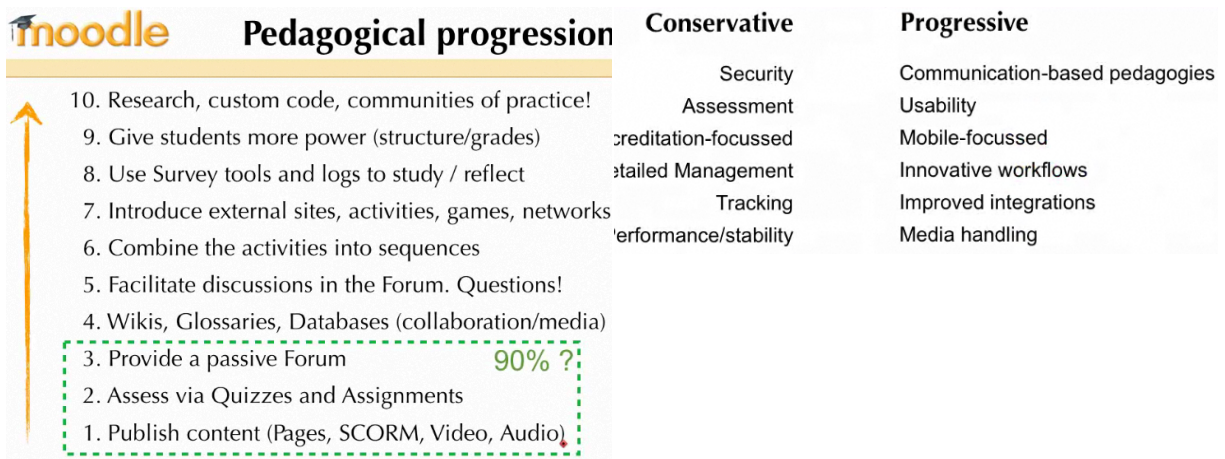 moodle
Pedagogical progression
10. Research, custom code, communities of practice!
9. Give students more power (structure/grades)
8. Use Survey tools and logs to study / reflect
7. Introduce external sites, activities, games, networks
6. Combine the activities into sequences
5. Facilitate discussions in the Forum. Questions!
4. Wikis, Glossaries, Databases (collaboration/media)
3. Provide a passive Forum
90% ?
2. Assess via Quizzes and Assignments
1. Publish content (Pages, SCORM, Video, Audio)
Conservative
Security
Assessment
creditation-focussed
etailed Management
Tracking
Performance/stability
Progressive
Communication-based pedagogies
Usability
Mobile-focussed
Innovative workflows
Improved integrations
Media handling